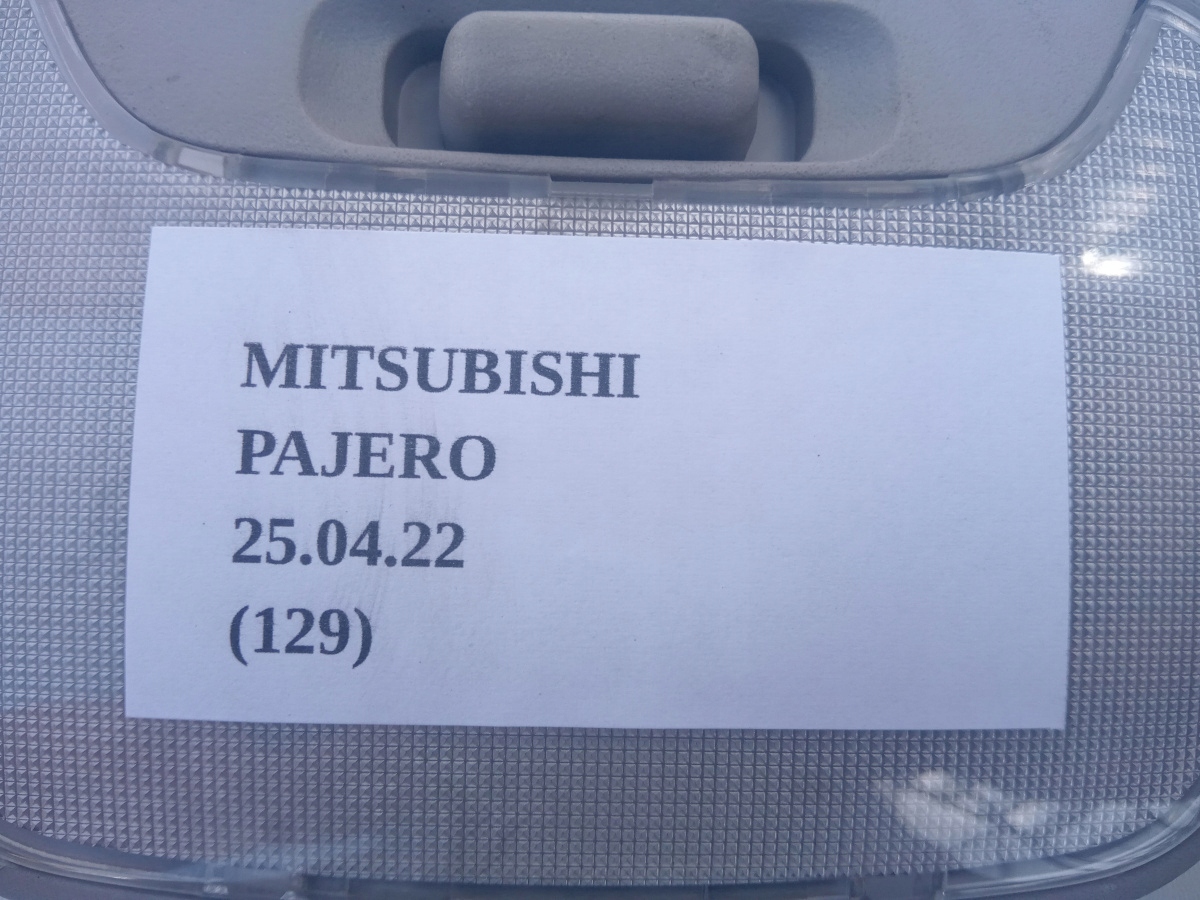 MITSUBISHI
PAJERO
25.04.22
(129)